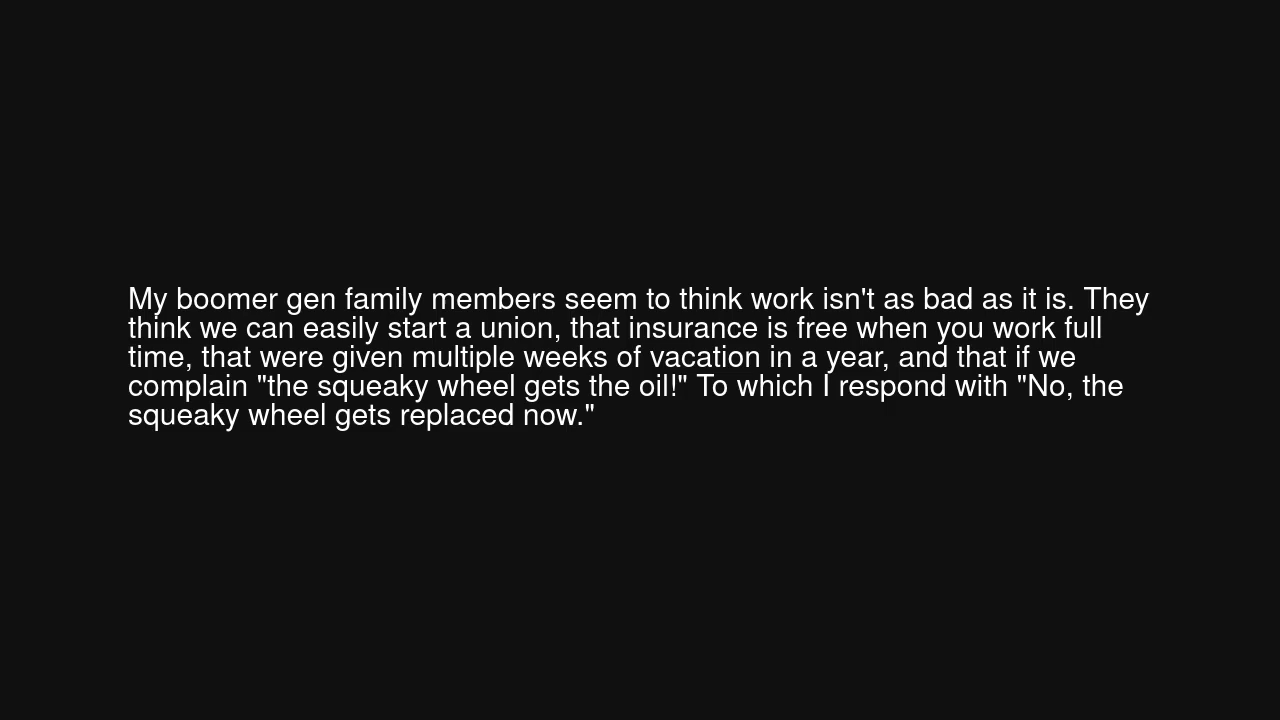 My boomer gen family members seem to think work isn't as bad as it is. They
think we can easily start a union, that insurance is free when you work full
time, that were given multiple weeks of vacation in a year, and that if we
complain "the squeaky wheel gets the oil!" To which I respond with "No, the
squeaky wheel gets replaced now."